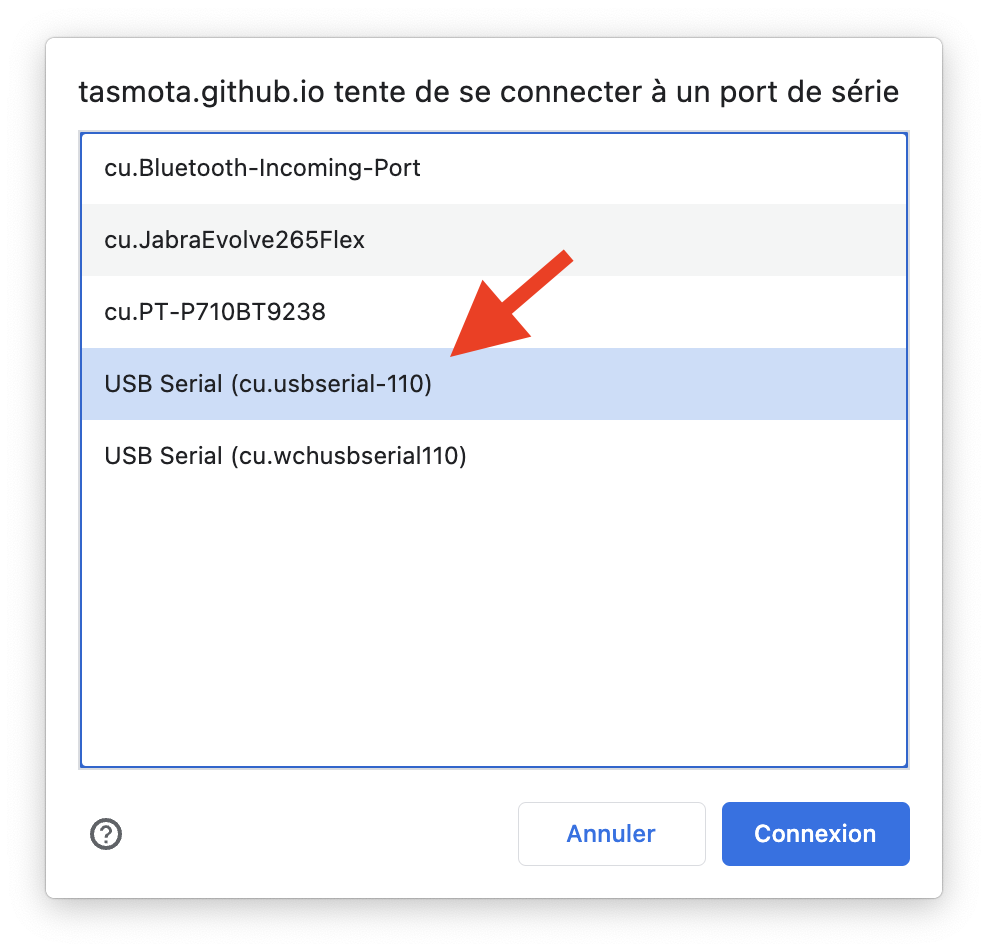 tasmota.github.io tente de se connecter à un port de série
cu.Bluetooth-Incoming-Port
cu.JabraEvolve265Flex
cu.PT-P710BT9238
USB Serial (cu.usbserial-110)
USB Serial (cu.wchusbserial110)
?
Annuler
Connexion